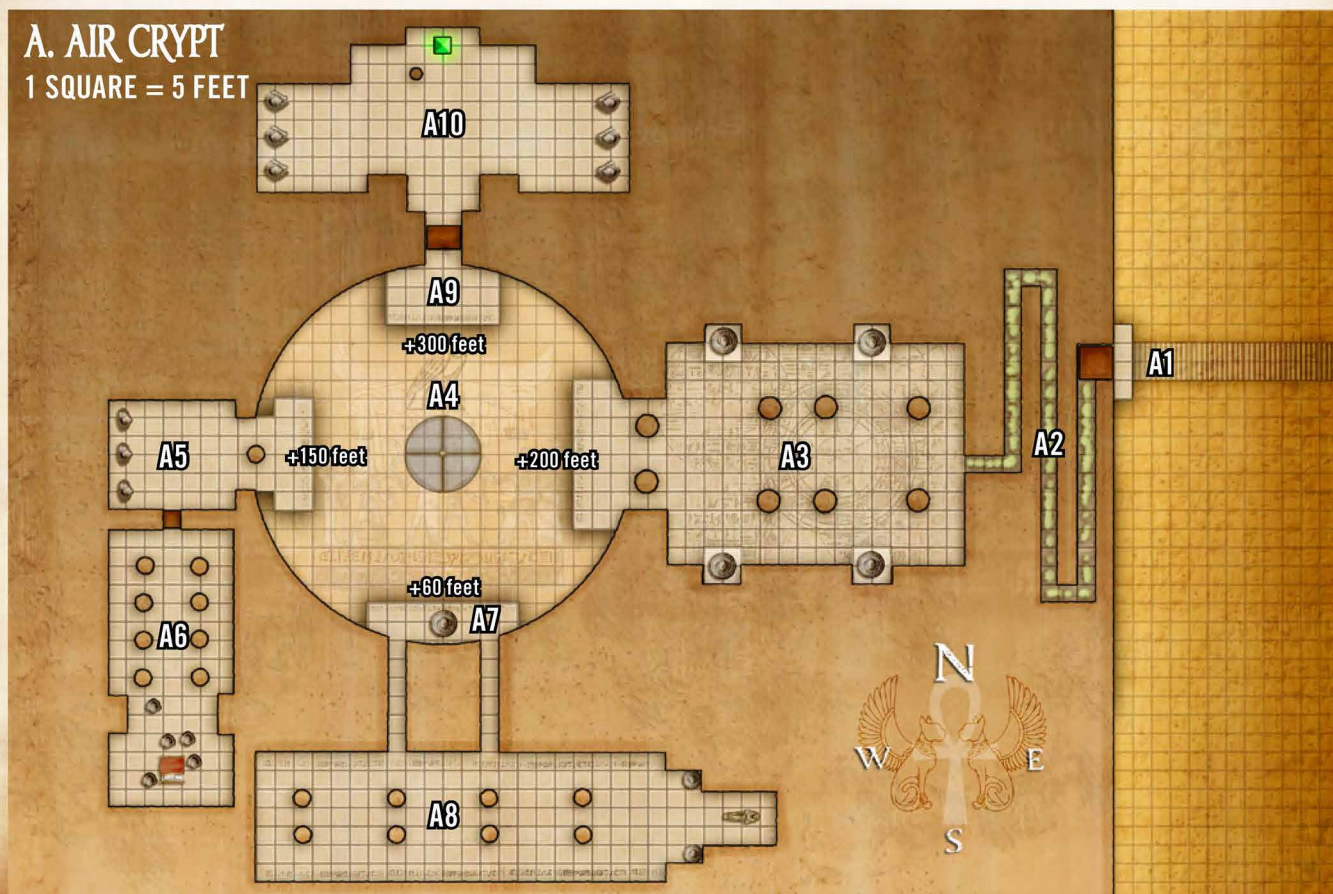 A. AIR CRYPT
1 SQUARE = 5 FEET
A10
A9
+300 feet
A1
A4
A2
A5
+150 feet
+200 feet
A3
+60 feet
A7
A6
A8
N
W
E
S